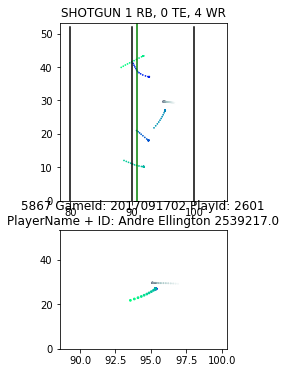 SHOTGUN 1 RB, 0 TE, 4 WR
50
40
30
20
10
0
80 90 100
5867 GameId: 2017091702 PlayId: 2601
PlayerName + ID: Andre Ellington 2539217.0
40
20
0
90.0 92.5 95.0 97.5 100.0